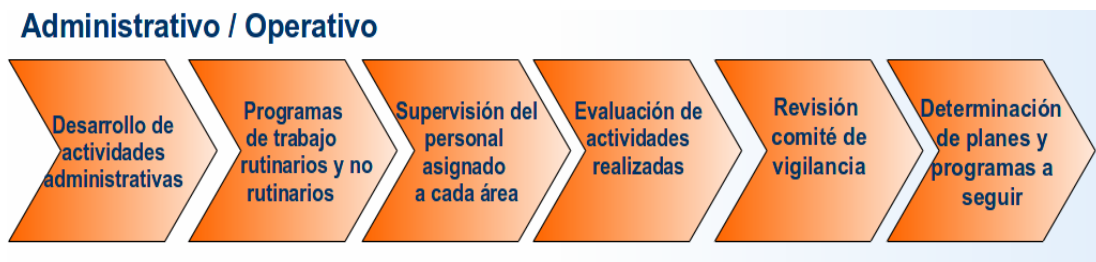 Administrativo / Operativo
Desarrollo de
actividades
administrativas
Programas
de trabajo
rutinarios y no
rutinarios
Supervisión del
personal
asignado
a cada área
Evaluación de
actividades
realizadas
Revisión
comité de
vigilancia
Determinación
de planes y
programas a
seguir